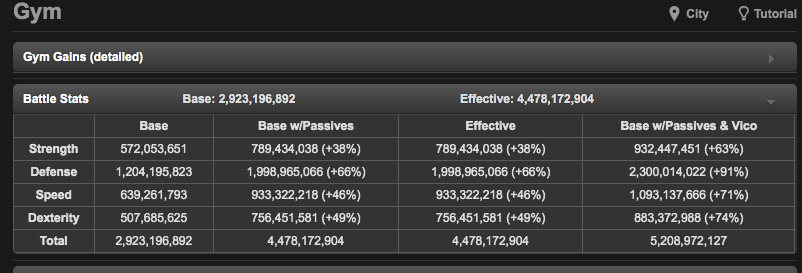 Gym City Tutorial
Gym Gains (detailed)
Battle Stats Base: 2,923,196,892 Effective: 4,478,172,904
Base Base w/Passives Effective Base w/Passives & Vico
Strength 572,053,651 789,434,038 (+38%) 789,434,038 (+38%) 932,447,451 (+63%)
Defense 1,204,195,823 1,998,965,066 (+66%) 1,998,965,066 (+66%) 2,300,014,022 (+91%)
Speed 639,261,793 933,322,218 (+46%) 933,322,218 (+46%) 1,093,137,666 (+71%)
Dexterity 507,685,625 756,451,581 (+49%) 756,451,581 (+49%) 883,372,988 (+74%)
Total 2,923,196,892 4,478,172,904 4,478,172,904 5,208,972,127